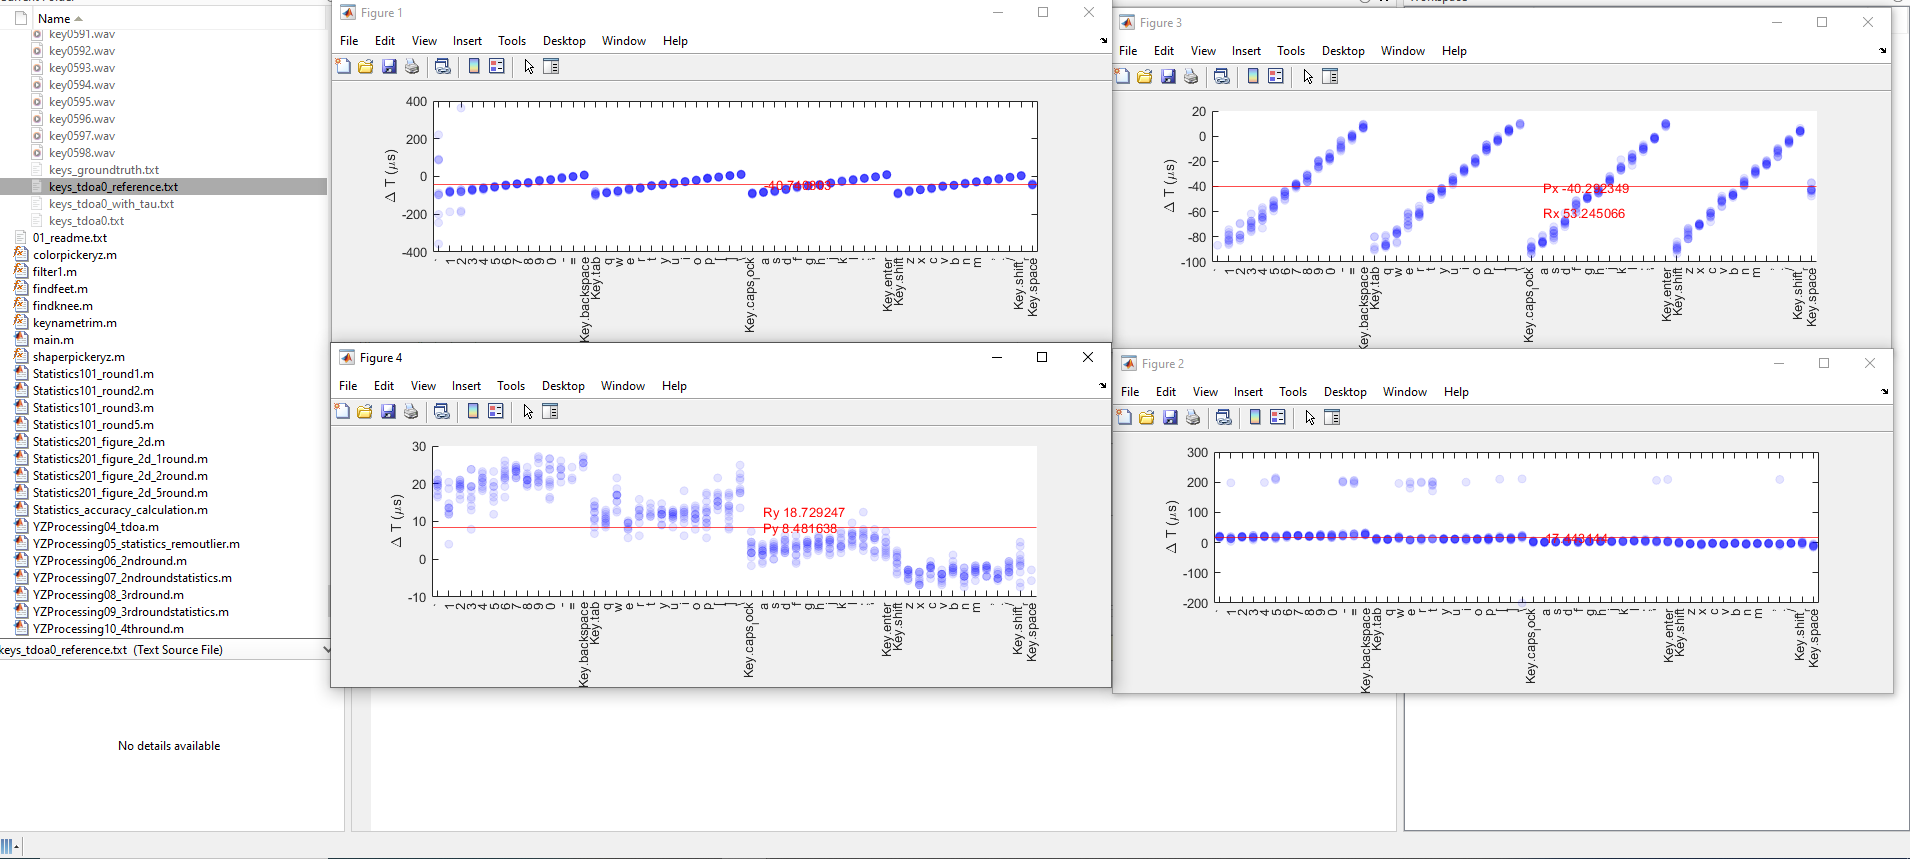 Name
key0591.wav
key0592.wav
key0593.wav
key0594.wav
key0595.wav
key0596.wav
key0597.wav
key0598.wav
keys_groundtruth.txt
keys_tdoa0_reference.txt
keys_tdoa0_with_tau.txt
keys_tdoa0.txt
01_readme.txt
colorpickeryz.m
filter1.m
findfeet.m
findknee.m
keynametrim.m
main.m
shaperpickeryz.m
Statistics101_round1.m
Statistics101_round2.m
Statistics101_round3.m
Statistics101_round5.m
Statistics201_figure_2d.m
Statistics201_figure_2d_1round.m
Statistics201_figure_2d_2round.m
Statistics201_figure_2d_5round.m
Statistics_accuracy_calculation.m
YZProcessing04_tdoa.m
YZProcessing05_statistics_remoutlier.m
YZProcessing06_2ndround.m
YZProcessing07_2ndroundstatistics.m
YZProcessing08_3rdround.m
YZProcessing09_3rdroundstatistics.m
YZProcessing10_4thround.m
keys_tdoa0_reference.txt (Text Source File)
No details available
Figure 1
File Edit View Insert Tools Desktop Window Help
400
200
0
-200
-400
Δ T (μs)
` 1 2 3 4 5 6 7 8 9 0 - = Key.backspace Key.tab q w e r t y u i o p [ ] \ Key.caps_lock a s d f g h j k l ; ' Key.enter Key.shift z x c v b n m , . / Key.shift_r Key.space
Figure 3
File Edit View Insert Tools Desktop Window Help
20
0
-20
-40
-60
-80
-100
Δ T (μs)
Px -40.292349
Rx 53.245066
` 1 2 3 4 5 6 7 8 9 0 - = Key.backspace Key.tab q w e r t y u i o p [ ] \ Key.caps_lock a s d f g h j k l ; ' Key.enter Key.shift z x c v b n m , . / Key.shift_r Key.space
Figure 4
File Edit View Insert Tools Desktop Window Help
30
20
10
0
-10
Δ T (μs)
Ry 18.729247
Py 8.481638
` 1 2 3 4 5 6 7 8 9 0 - = Key.backspace Key.tab q w e r t y u i o p [ ] \ Key.caps_lock a s d f g h j k l ; ' Key.enter Key.shift z x c v b n m , . / Key.shift_r Key.space
Figure 2
File Edit View Insert Tools Desktop Window Help
300
200
100
0
-100
-200
Δ T (μs)
` 1 2 3 4 5 6 7 8 9 0 - = Key.backspace Key.tab q w e r t y u i o p [ ] \ Key.caps_lock a s d f g h j k l ; ' Key.enter Key.shift z x c v b n m , . / Key.shift_r Key.space